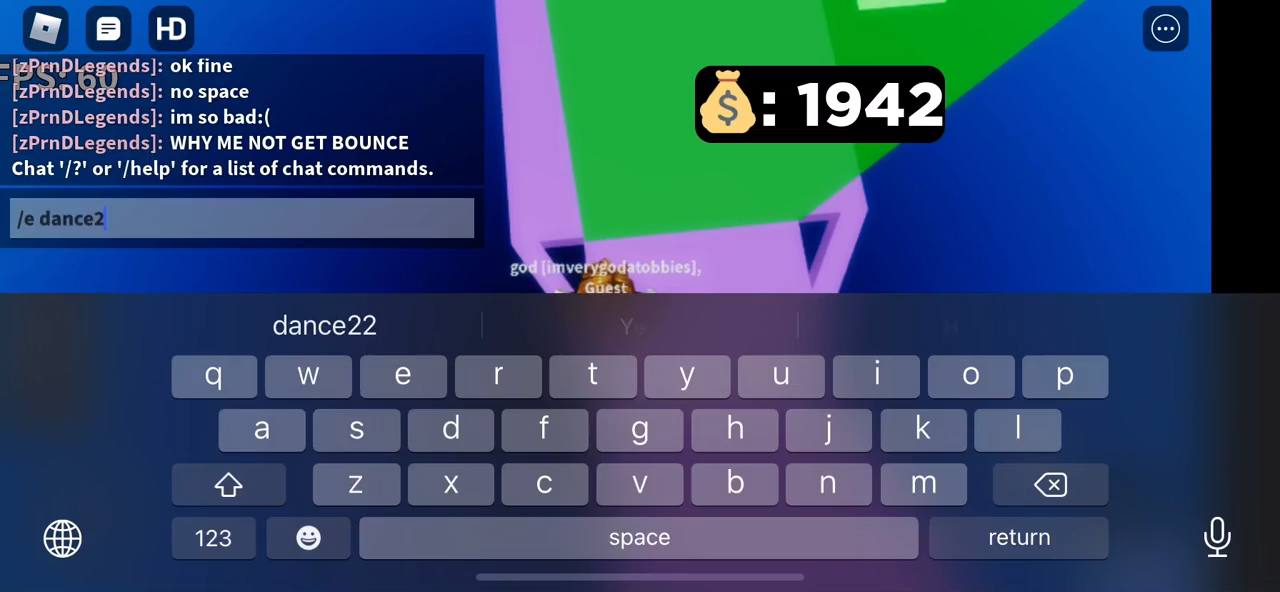 HD
FPS: 60
[zPrnDLegends]: ok fine
[zPrnDLegends]: no space
[zPrnDLegends]: im so bad:(
[zPrnDLegends]: WHY ME NOT GET BOUNCE
Chat '/?' or '/help' for a list of chat commands.
/e dance2
$: 1942
god [imverygodatobbies],
Guest
dance22
q w e r t y u i o p
a s d f g h j k l
z x c v b n m
123 space return